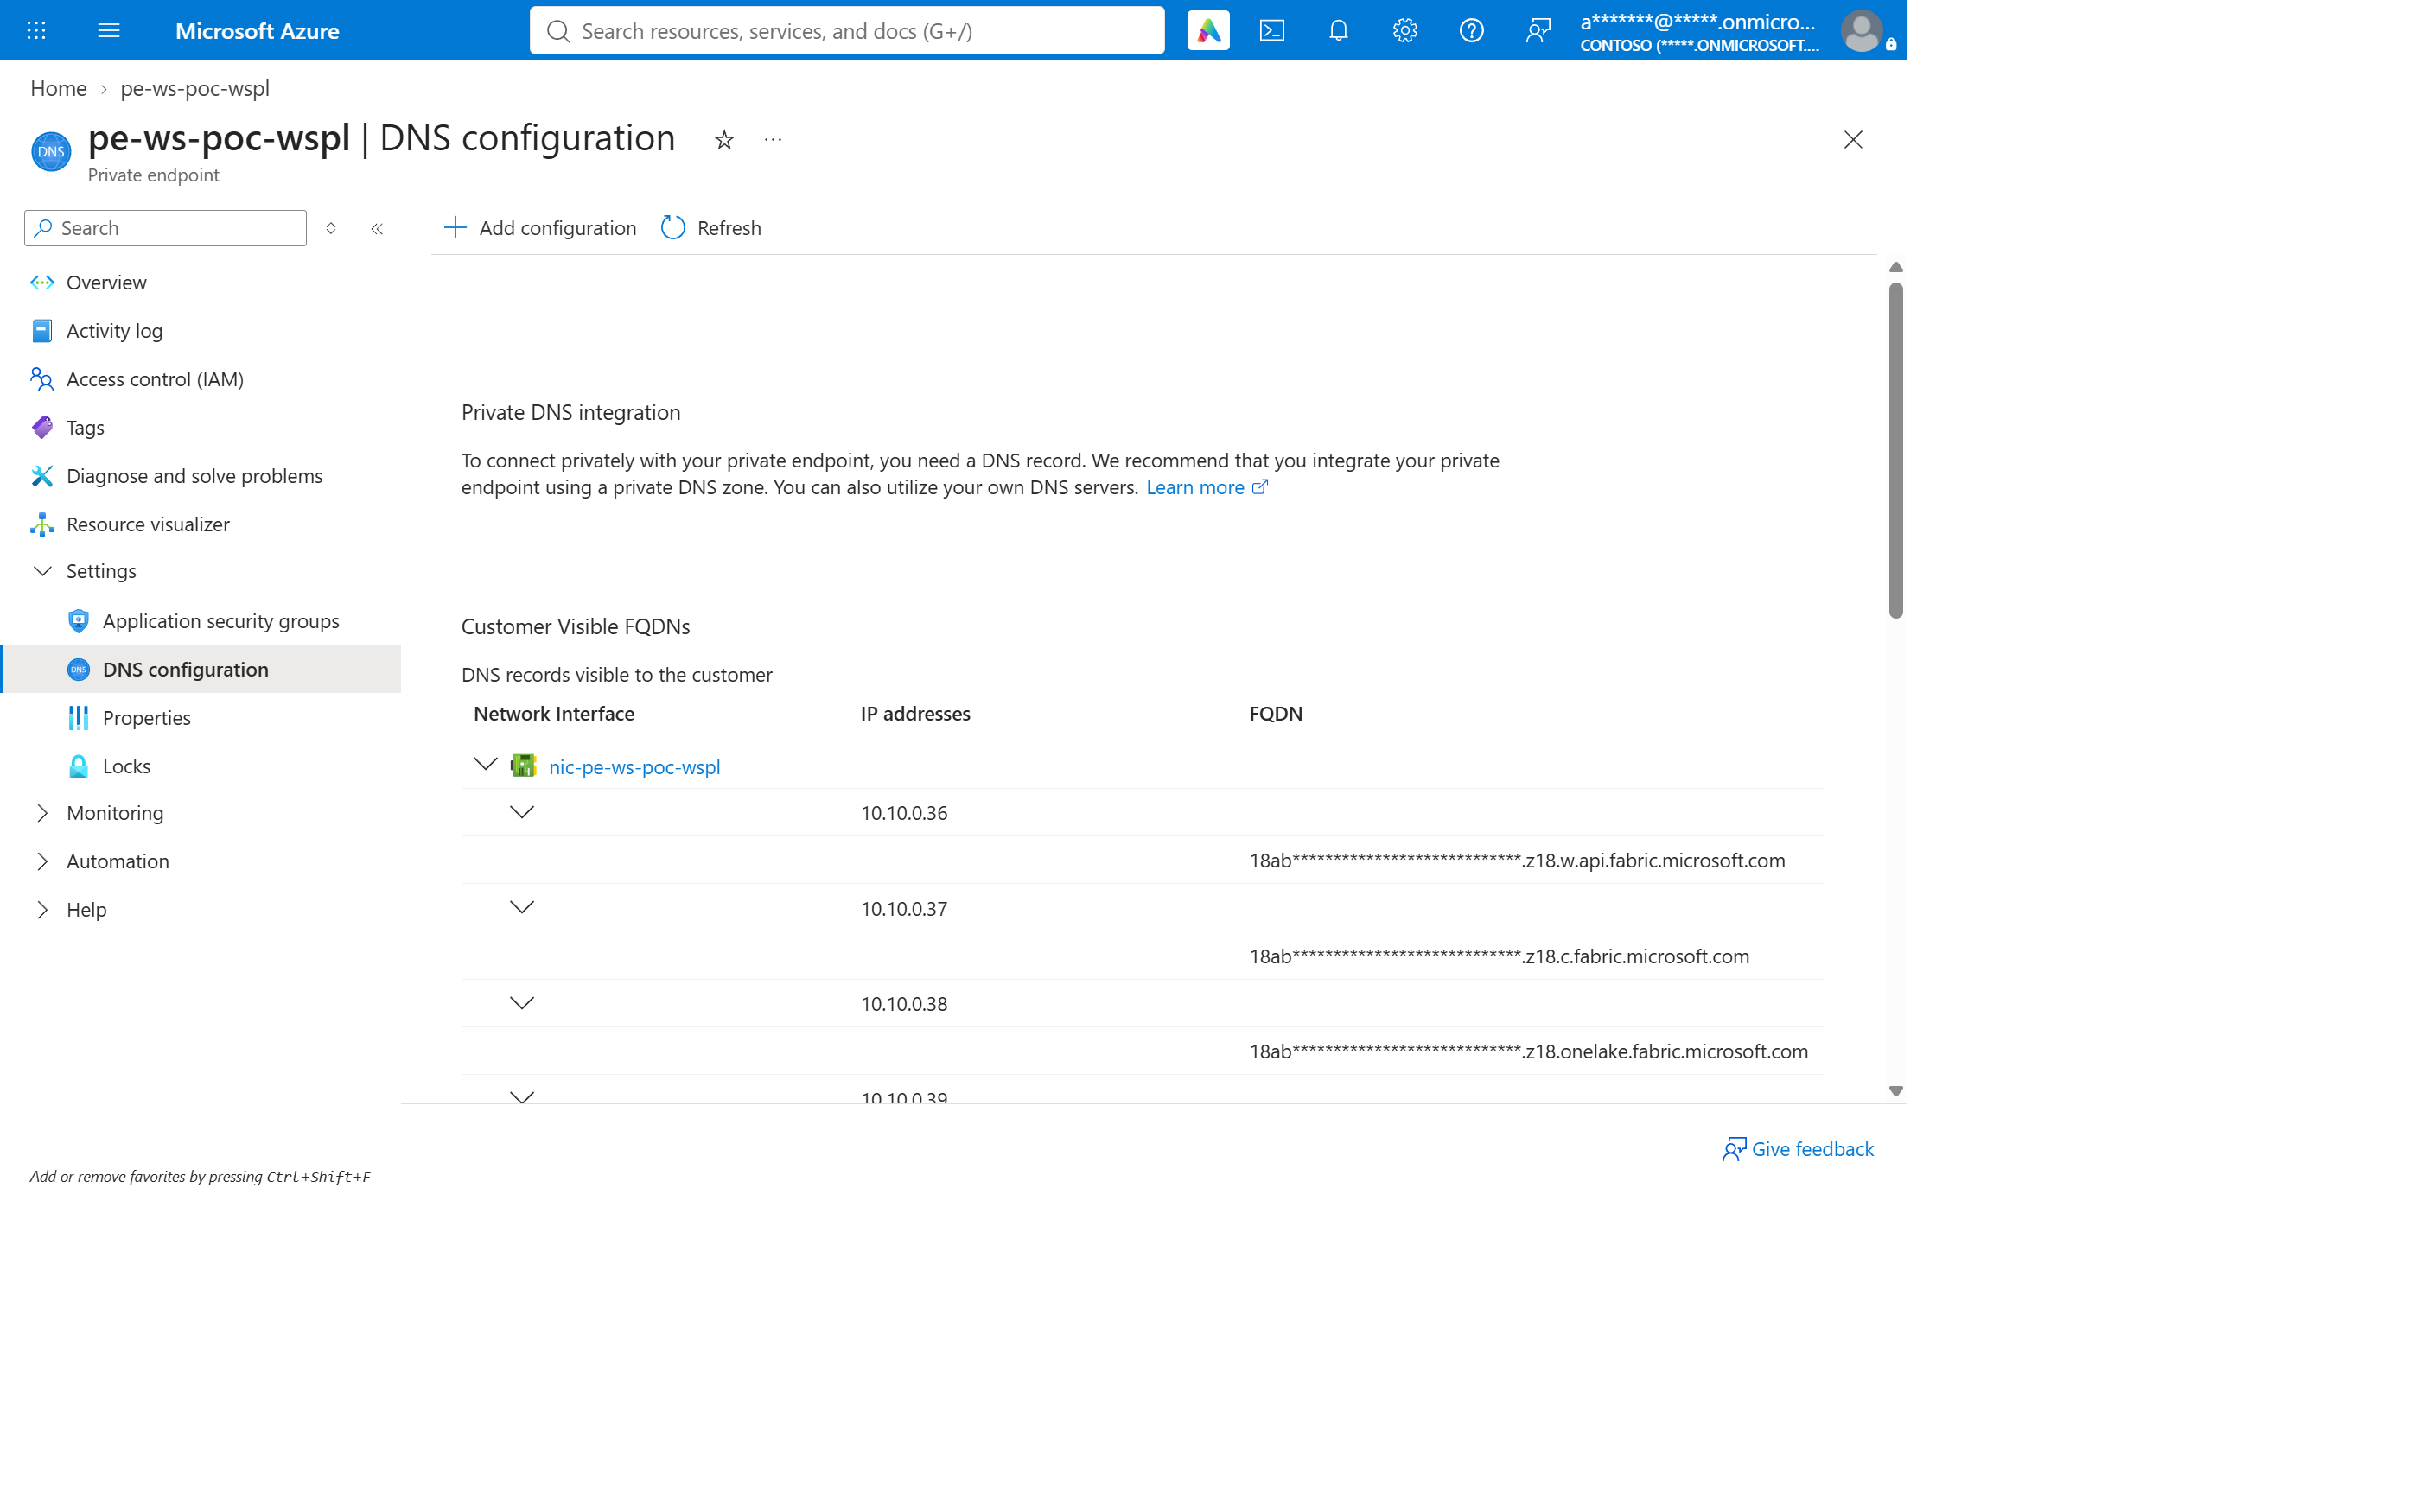 Microsoft Azure
Search resources, services, and docs (G+/)
a*******@*****.onmicro...
CONTOSO (*****.ONMICROSOFT....
Home > pe-ws-poc-wspl
DNS
pe-ws-poc-wspl | DNS configuration
Private endpoint
Search
Add configuration
Refresh
Overview
Activity log
Access control (IAM)
Tags
Diagnose and solve problems
Resource visualizer
Settings
Application security groups
DNS
DNS configuration
Properties
Locks
Monitoring
Automation
Help
Private DNS integration
To connect privately with your private endpoint, you need a DNS record. We recommend that you integrate your private
endpoint using a private DNS zone. You can also utilize your own DNS servers. Learn more
Customer Visible FQDNs
DNS records visible to the customer
Network Interface IP addresses FQDN
nic-pe-ws-poc-wspl
10.10.0.36
18ab****************************.z18.w.api.fabric.microsoft.com
10.10.0.37
18ab****************************.z18.c.fabric.microsoft.com
10.10.0.38
18ab****************************.z18.onelake.fabric.microsoft.com
10.10.0.39
Give feedback
Add or remove favorites by pressing Ctrl+Shift+F